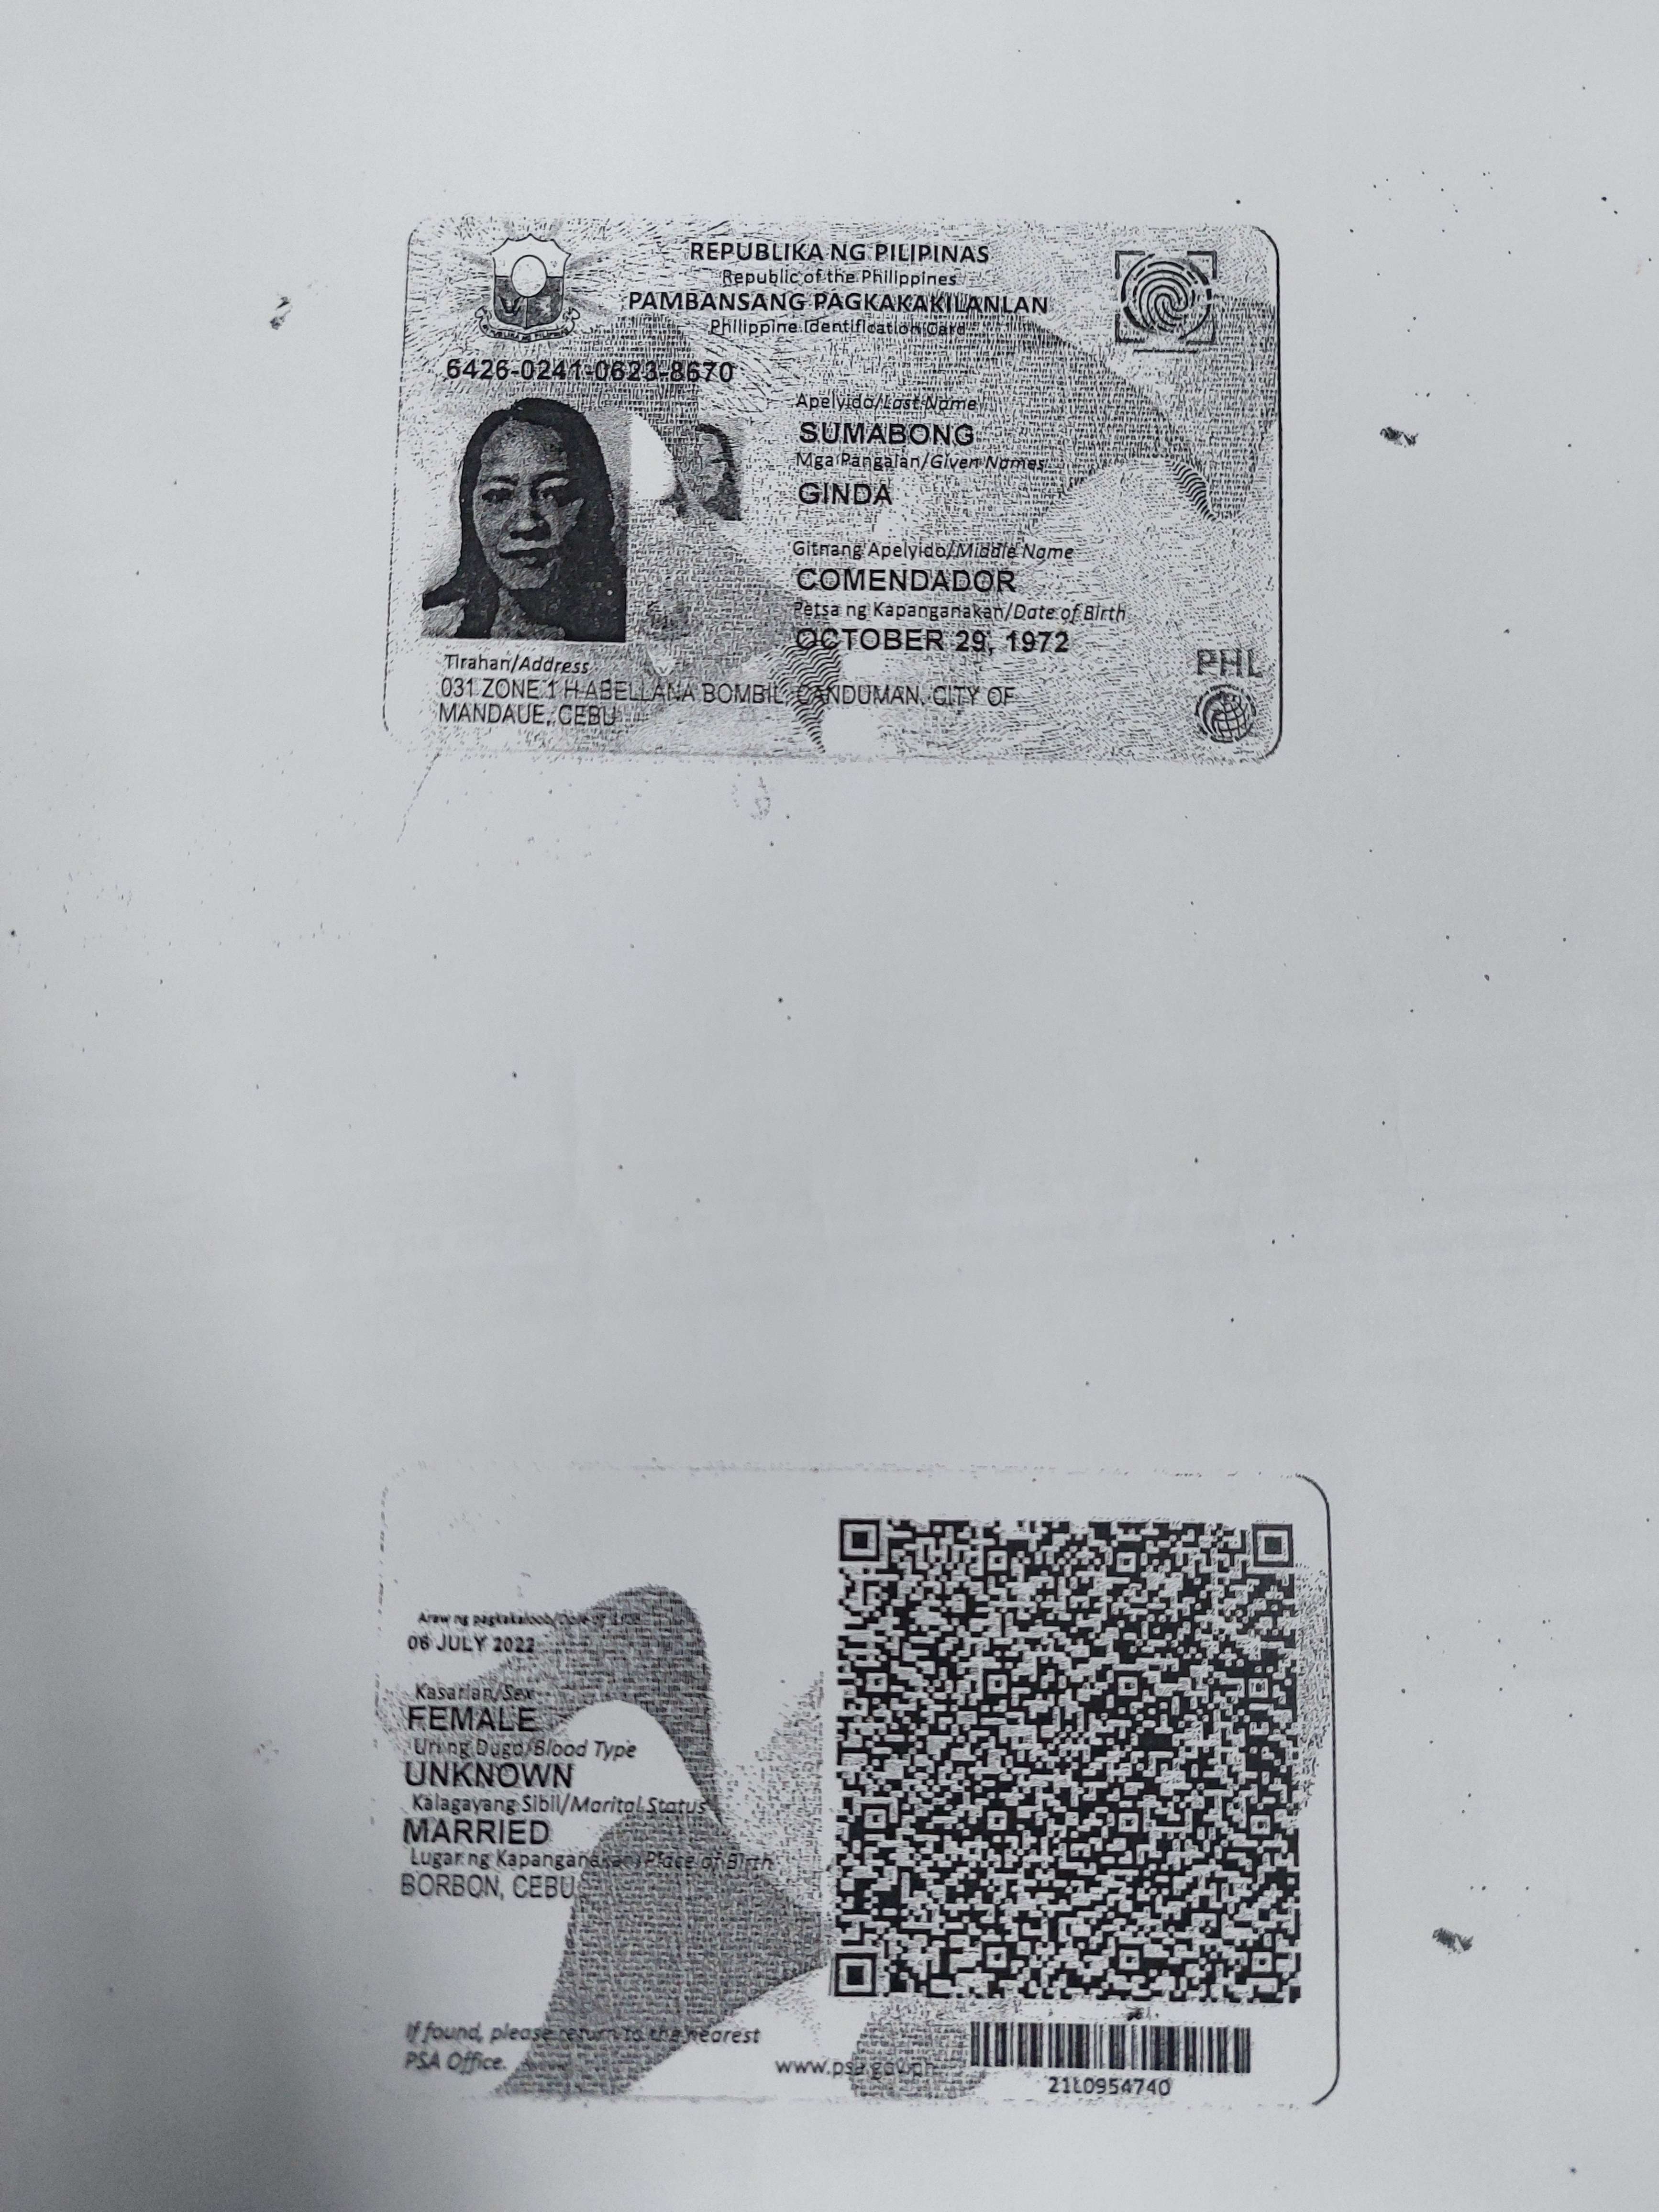 REPUBLIKA NG PILIPINAS
Republic of the Philippines
PAMBANSANG PAGKAKAKILANLAN
Philippine Identification Card
6426-0241-0623-8670
Apelyido/Last Name
SUMABONG
Mga Pangalan/Given Names
GINDA
Gitnang Apelyido/Middle Name
COMENDADOR
Petsa ng Kapanganakan/Date of Birth
OCTOBER 29, 1972
PHL
Tirahan/Address
031 ZONE 1 H ABELLANA BOMBIL, CANDUMAN, CITY OF
MANDAUE, CEBU
Araw ng pagkakaloob/Date of issue
06 JULY 2022
Kasarian/Sex
FEMALE
Uri ng Dugo/Blood Type
UNKNOWN
Kalagayang Sibil/Marital Status
MARRIED
Lugar ng Kapanganakan/Place of Birth
BORBON, CEBU
If found, please return to the nearest
PSA Office.
www.psa.gov.ph
21L0954740